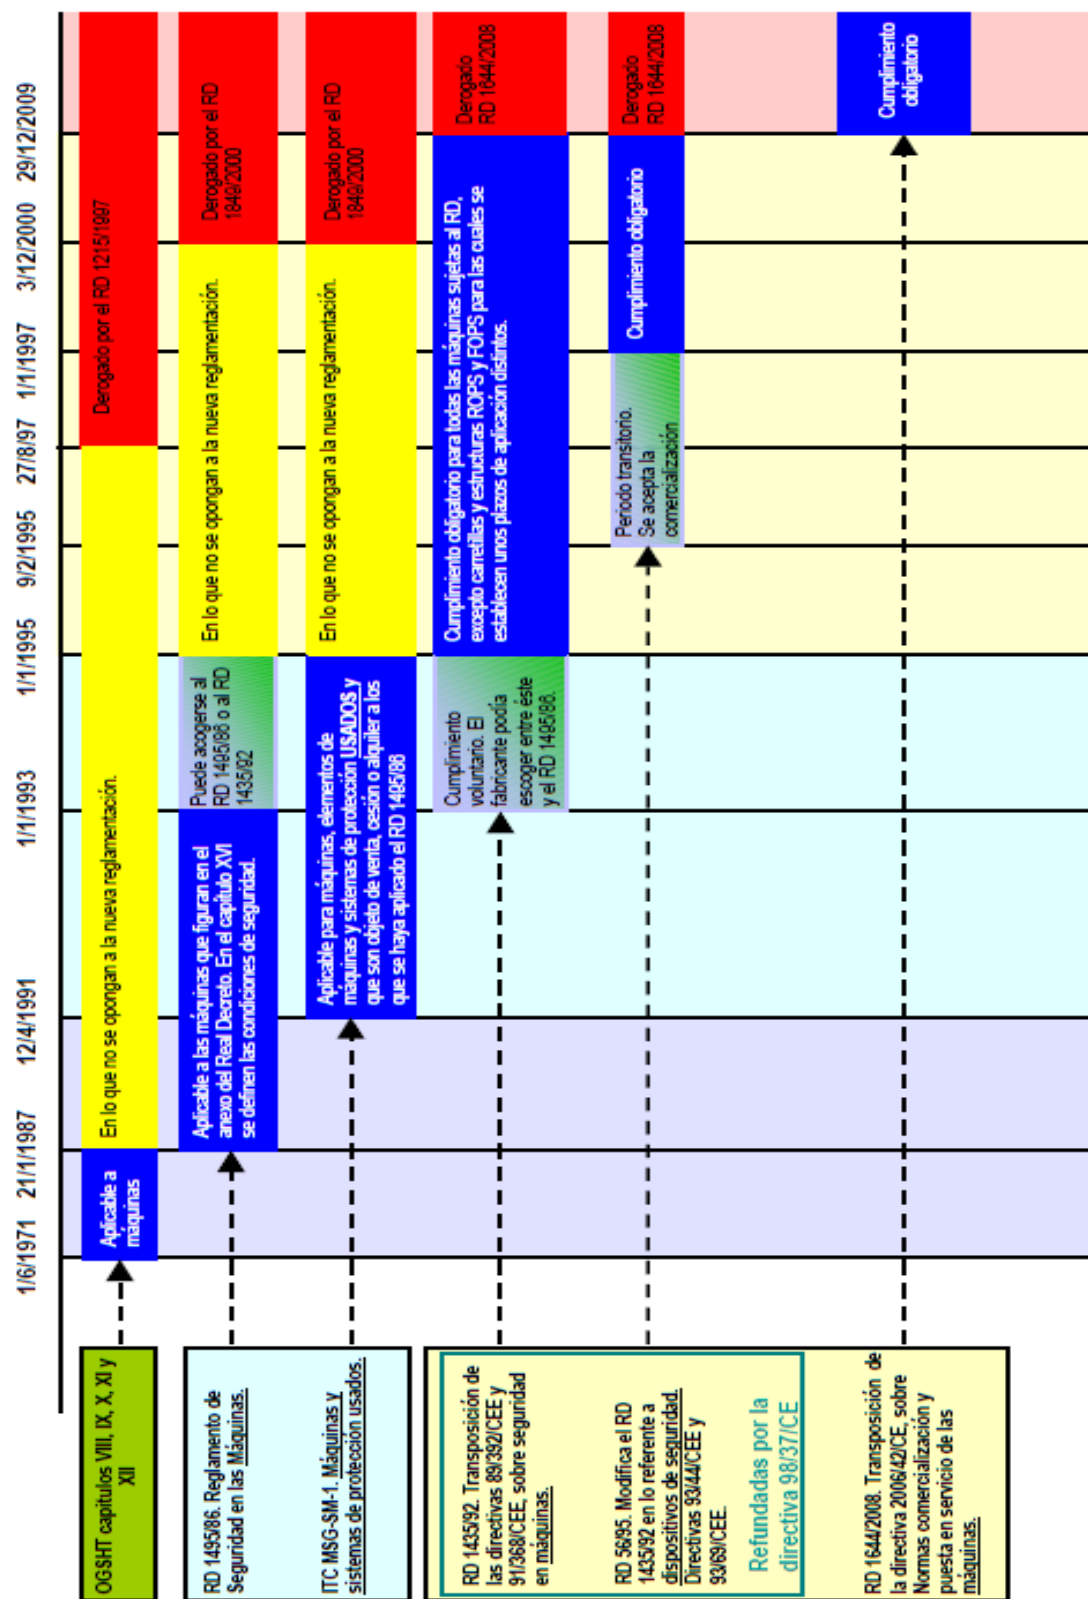 1/6/1971 21/1/1987 12/4/1991 1/1/1993 1/1/1995 9/2/1995 27/8/97 1/1/1997 3/12/2000 29/12/2009
OGSHT capítulos VIII, IX, X, XI y
XII
Aplicable a
máquinas
En lo que no se opongan a la nueva reglamentación.
Derogado por el RD 1215/1997
RD 1495/86. Reglamento de
Seguridad en las Máquinas.
Aplicable a las máquinas que figuran en el
anexo del Real Decreto. En el capítulo XVI
se definen las condiciones de seguridad.
Puede acogerse al
RD 1495/86 o al RD
1435/92
En lo que no se opongan a la nueva reglamentación.
Derogado por el RD
1849/2000
ITC MSG-SM-1. Máquinas y
sistemas de protección usados.
Aplicable para máquinas, elementos de
máquinas y sistemas de protección USADOS y
que son objeto de venta, cesión o alquiler a los
que se haya aplicado el RD 1495/86
En lo que no se opongan a la nueva reglamentación.
Derogado por el RD
1849/2000
RD 1435/92. Transposición de
las directivas 89/392/CEE y
91/368/CEE, sobre seguridad
en máquinas.
Cumplimiento
voluntario. El
fabricante podía
escoger entre éste
y el RD 1495/86.
Cumplimiento obligatorio para todas las máquinas sujetas al RD,
excepto carretillas y estructuras ROPS y FOPS para las cuales se
establecen unos plazos de aplicación distintos.
Derogado
RD 1644/2008
RD 56/95. Modifica el RD
1435/92 en lo referente a
dispositivos de seguridad.
Directivas 93/44/CEE y
93/69/CEE.
Periodo transitorio.
Se acepta la
comercialización
Cumplimiento obligatorio
Derogado
RD 1644/2008
Refundadas por la
directiva 98/37/CE
RD 1644/2008. Transposición de
la directiva 2006/42/CE, sobre
Normas comercialización y
puesta en servicio de las
máquinas.
Cumplimiento
obligatorio